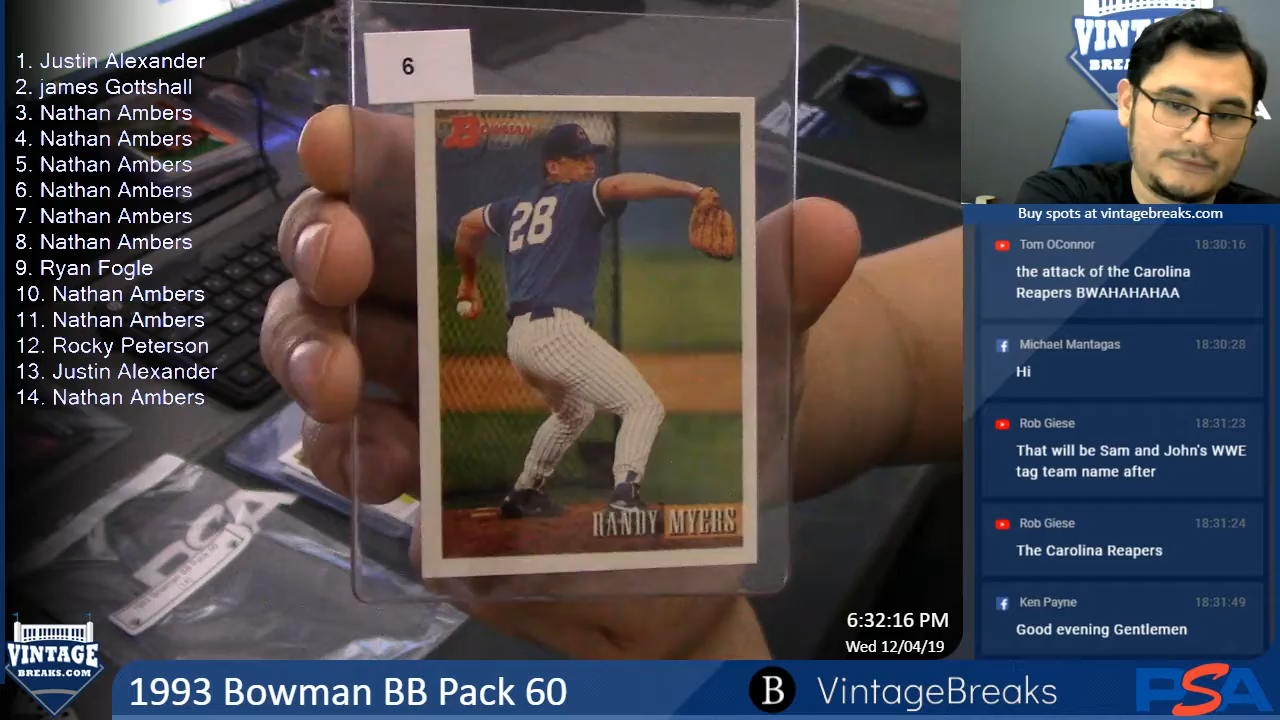 1. Justin Alexander
2. james Gottshall
3. Nathan Ambers
4. Nathan Ambers
5. Nathan Ambers
6. Nathan Ambers
7. Nathan Ambers
8. Nathan Ambers
9. Ryan Fogle
10. Nathan Ambers
11. Nathan Ambers
12. Rocky Peterson
13. Justin Alexander
14. Nathan Ambers
6
BOWMAN
28
RANDY MYERS
PSA
VINTAGE
BREAKS.COM
6:32:16 PM
Wed 12/04/19
Buy spots at vintagebreaks.com
Tom OConnor 18:30:16
the attack of the Carolina
Reapers BWAHAHAHAA
Michael Mantagas 18:30:28
Hi
Rob Giese 18:31:23
That will be Sam and John's WWE
tag team name after
Rob Giese 18:31:24
The Carolina Reapers
Ken Payne 18:31:49
Good evening Gentlemen
1993 Bowman BB Pack 60
B VintageBreaks
PSA